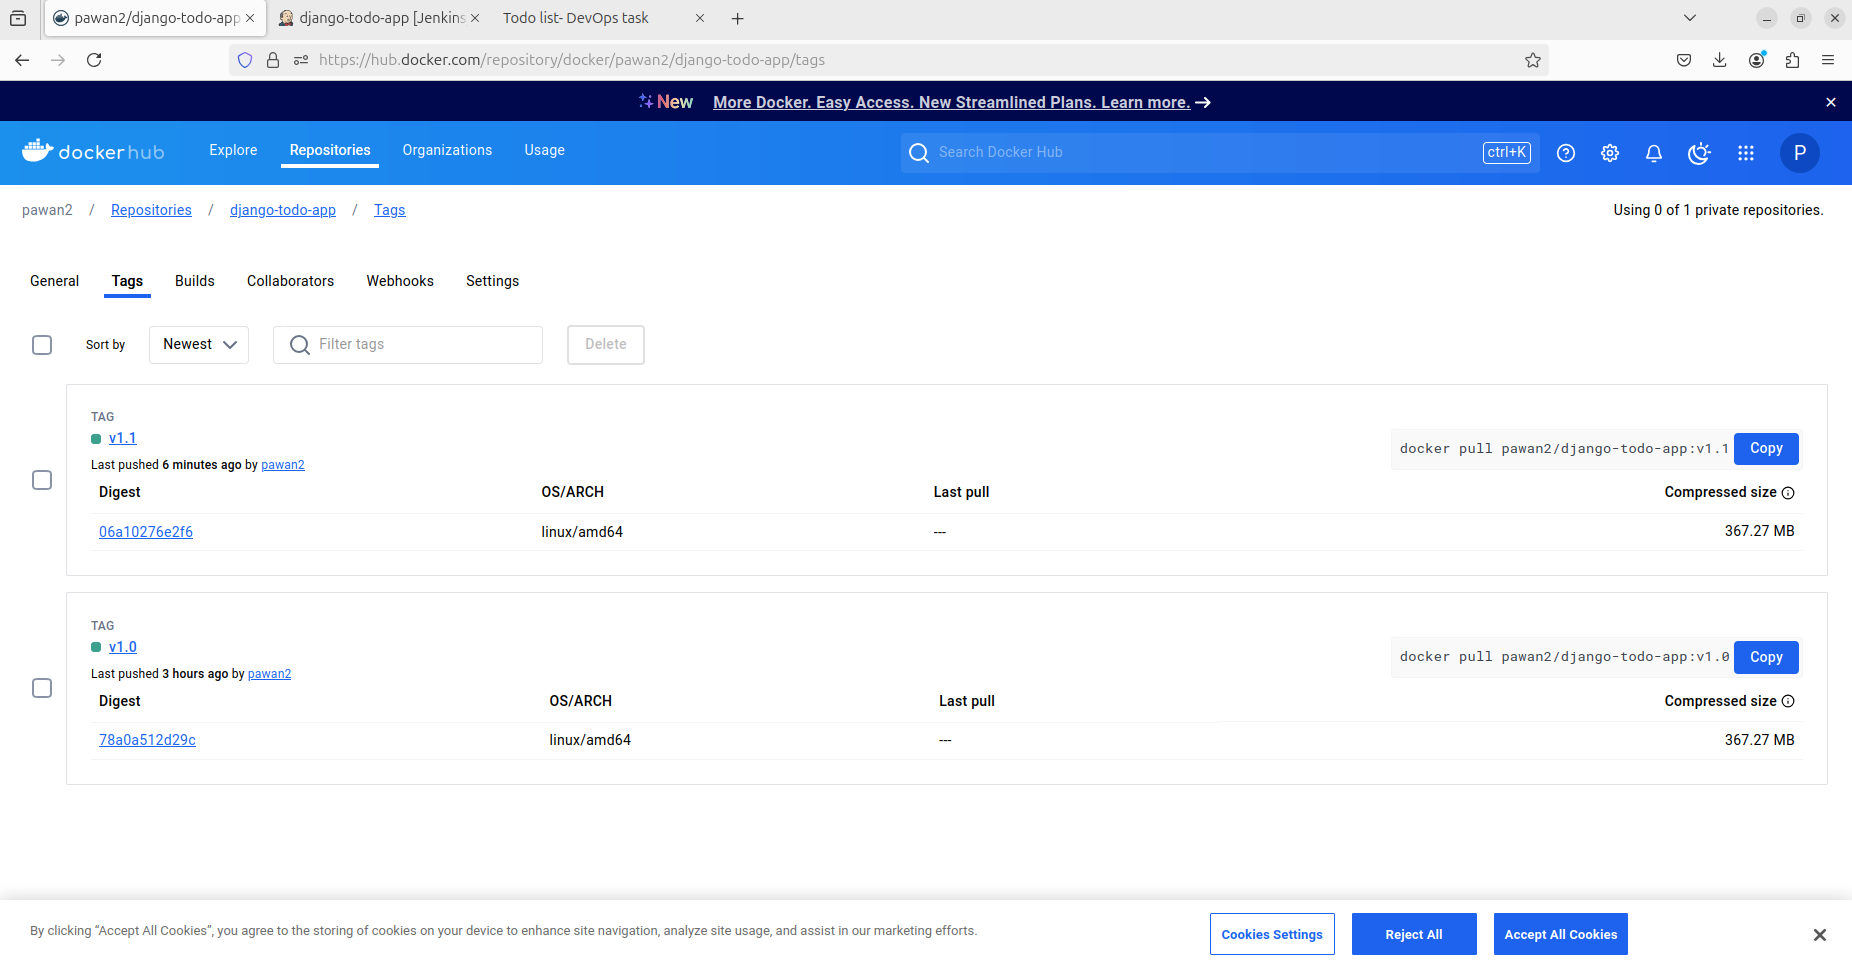 pawan2/django-todo-app
django-todo-app [Jenkins
Todo list- DevOps task
https://hub.docker.com/repository/docker/pawan2/django-todo-app/tags
New More Docker. Easy Access. New Streamlined Plans. Learn more.
docker hub
Explore
Repositories
Organizations
Usage
Search Docker Hub
ctrl+K
P
pawan2 / Repositories / django-todo-app / Tags
Using 0 of 1 private repositories.
General
Tags
Builds
Collaborators
Webhooks
Settings
Sort by
Newest
Filter tags
Delete
TAG
v1.1
Last pushed 6 minutes ago by pawan2
docker pull pawan2/django-todo-app:v1.1
Copy
Digest
OS/ARCH
Last pull
Compressed size
06a10276e2f6
linux/amd64
---
367.27 MB
TAG
v1.0
Last pushed 3 hours ago by pawan2
docker pull pawan2/django-todo-app:v1.0
Copy
Digest
OS/ARCH
Last pull
Compressed size
78a0a512d29c
linux/amd64
---
367.27 MB
By clicking “Accept All Cookies”, you agree to the storing of cookies on your device to enhance site navigation, analyze site usage, and assist in our marketing efforts.
Cookies Settings
Reject All
Accept All Cookies